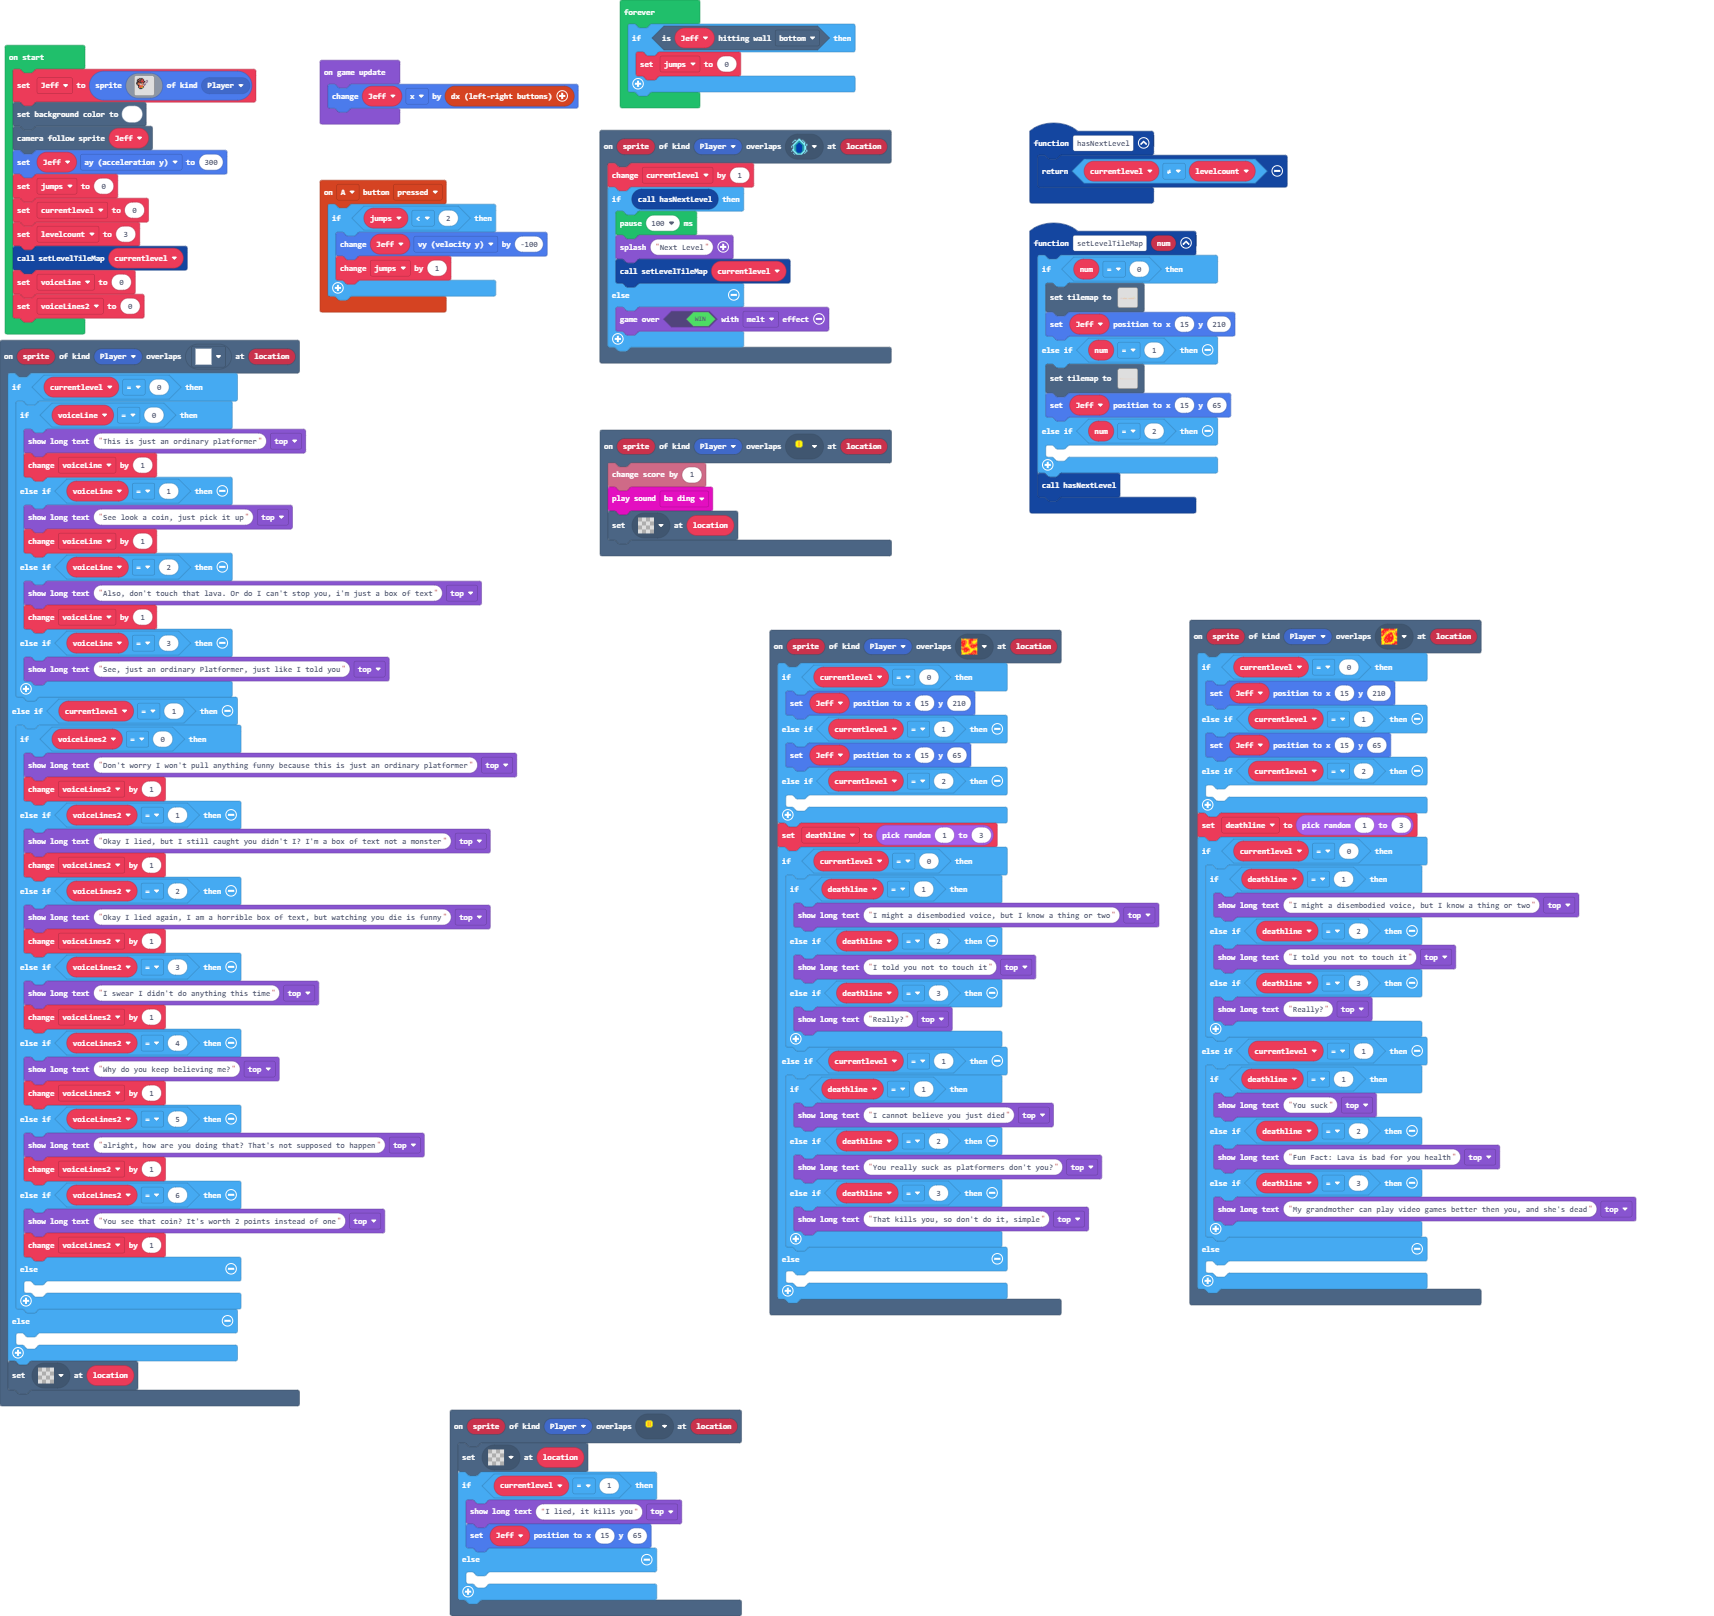 on start
set Jeff to sprite of kind Player
set background color to
camera follow sprite Jeff
set Jeff ay (acceleration y) to 300
set jumps to 0
set currentlevel to 0
set levelcount to 3
call setLevelTileMap currentlevel
set voiceLine to 0
set voiceLines2 to 0
on game update
change Jeff x by dx (left-right buttons)
on A button pressed
if jumps < 2 then
change Jeff vy (velocity y) by -100
change jumps by 1
forever
if is Jeff hitting wall bottom then
set jumps to 0
on sprite of kind Player overlaps at location
change currentlevel by 1
if call hasNextLevel then
pause 100 ms
splash "Next Level"
call setLevelTileMap currentlevel
else
game over WIN with melt effect
on sprite of kind Player overlaps at location
change score by 1
play sound ba ding
set at location
function hasNextLevel
return currentlevel ≠ levelcount
function setLevelTileMap num
if num = 0 then
set tilemap to
set Jeff position to x 15 y 210
else if num = 1 then
set tilemap to
set Jeff position to x 15 y 65
else if num = 2 then
call hasNextLevel
on sprite of kind Player overlaps at location
if currentlevel = 0 then
if voiceLine = 0 then
show long text "This is just an ordinary platformer" top
change voiceLine by 1
else if voiceLine = 1 then
show long text "See look a coin, just pick it up" top
change voiceLine by 1
else if voiceLine = 2 then
show long text "Also, don't touch that lava. Or do I can't stop you, i'm just a box of text" top
change voiceLine by 1
else if voiceLine = 3 then
show long text "See, just an ordinary Platformer, just like I told you" top
else if currentlevel = 1 then
if voiceLines2 = 0 then
show long text "Don't worry I won't pull anything funny because this is just an ordinary platformer" top
change voiceLines2 by 1
else if voiceLines2 = 1 then
show long text "Okay I lied, but I still caught you didn't I? I'm a box of text not a monster" top
change voiceLines2 by 1
else if voiceLines2 = 2 then
show long text "Okay I lied again, I am a horrible box of text, but watching you die is funny" top
change voiceLines2 by 1
else if voiceLines2 = 3 then
show long text "I swear I didn't do anything this time" top
change voiceLines2 by 1
else if voiceLines2 = 4 then
show long text "Why do you keep believing me?" top
change voiceLines2 by 1
else if voiceLines2 = 5 then
show long text "alright, how are you doing that? That's not supposed to happen" top
change voiceLines2 by 1
else if voiceLines2 = 6 then
show long text "You see that coin? It's worth 2 points instead of one" top
change voiceLines2 by 1
else
else
set at location
on sprite of kind Player overlaps at location
if currentlevel = 0 then
set Jeff position to x 15 y 210
else if currentlevel = 1 then
set Jeff position to x 15 y 65
else if currentlevel = 2 then
set deathline to pick random 1 to 3
if currentlevel = 0 then
if deathline = 1 then
show long text "I might a disembodied voice, but I know a thing or two" top
else if deathline = 2 then
show long text "I told you not to touch it" top
else if deathline = 3 then
show long text "Really?" top
else if currentlevel = 1 then
if deathline = 1 then
show long text "I cannot believe you just died" top
else if deathline = 2 then
show long text "You really suck as platformers don't you?" top
else if deathline = 3 then
show long text "That kills you, so don't do it, simple" top
else
on sprite of kind Player overlaps at location
if currentlevel = 0 then
set Jeff position to x 15 y 210
else if currentlevel = 1 then
set Jeff position to x 15 y 65
else if currentlevel = 2 then
set deathline to pick random 1 to 3
if currentlevel = 0 then
if deathline = 1 then
show long text "I might a disembodied voice, but I know a thing or two" top
else if deathline = 2 then
show long text "I told you not to touch it" top
else if deathline = 3 then
show long text "Really?" top
else if currentlevel = 1 then
if deathline = 1 then
show long text "You suck" top
else if deathline = 2 then
show long text "Fun Fact: Lava is bad for you health" top
else if deathline = 3 then
show long text "My grandmother can play video games better then you, and she's dead" top
else
on sprite of kind Player overlaps at location
set at location
if currentlevel = 1 then
show long text "I lied, it kills you" top
set Jeff position to x 15 y 65
else